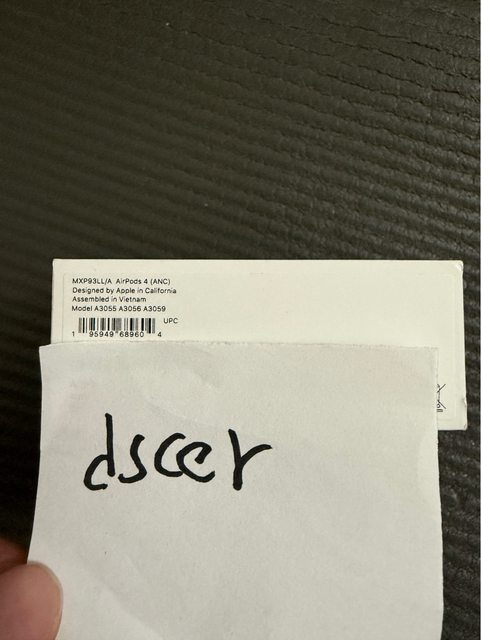 MXP93LL/A AirPods 4 (ANC)
Designed by Apple in California
Assembled in Vietnam
Model A3055 A3056 A3059
UPC
1 95949 68960 4
dscer